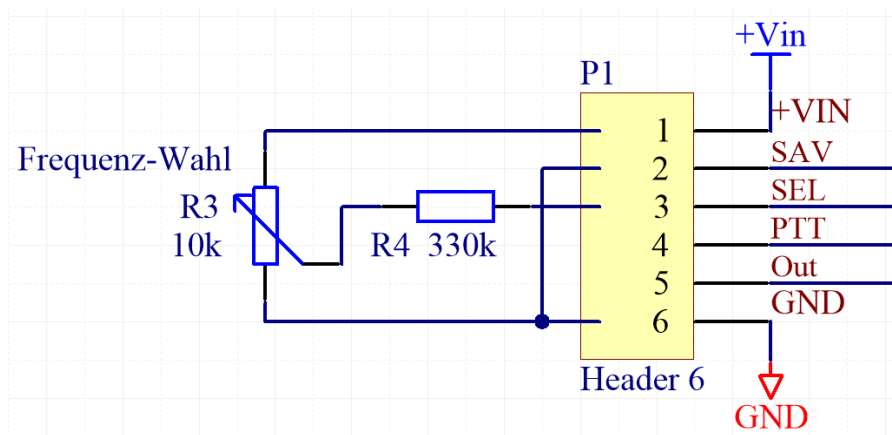 +Vin
P1
+VIN
1
Frequenz-Wahl
SAV
2
SEL
R3
3
PTT
10k
R4 330k
4
Out
5
GND
6
Header 6
GND